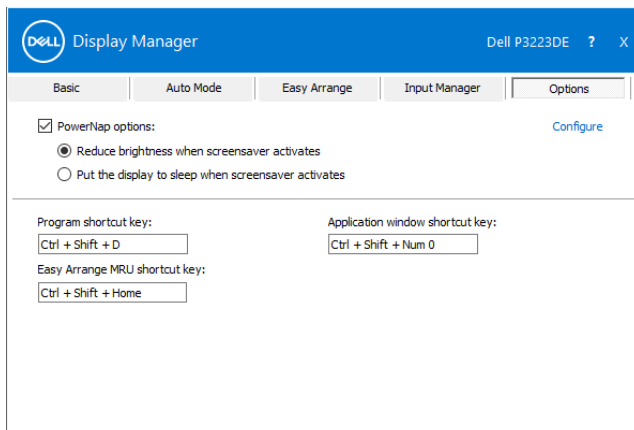 DELL Display Manager Dell P3223DE ? X
Basic Auto Mode Easy Arrange Input Manager Options
PowerNap options: Configure
Reduce brightness when screensaver activates
Put the display to sleep when screensaver activates
Program shortcut key: Application window shortcut key:
Ctrl + Shift + D Ctrl + Shift + Num 0
Easy Arrange MRU shortcut key:
Ctrl + Shift + Home